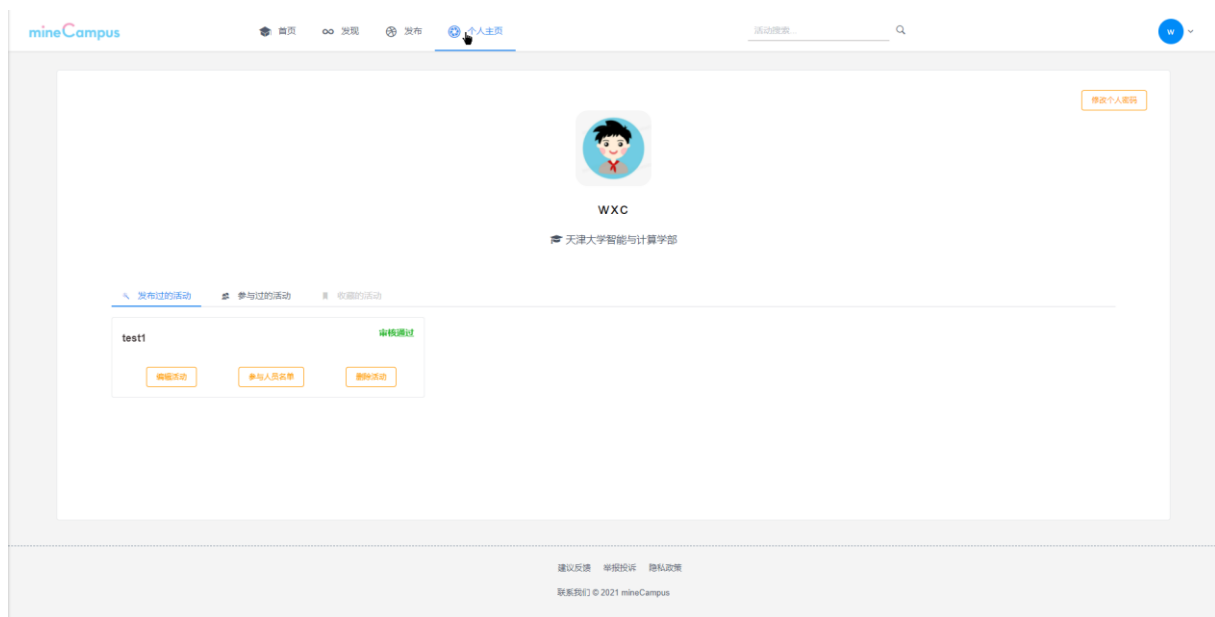 mineCampus 首页 发现 发布 个人主页 活动搜索... W
修改个人密码
WXC
天津大学智能与计算学部
发布过的活动 参与过的活动 收藏的活动
test1 审核通过
编辑活动 参与人员名单 删除活动
建议反馈 举报投诉 隐私政策
联系我们 © 2021 mineCampus